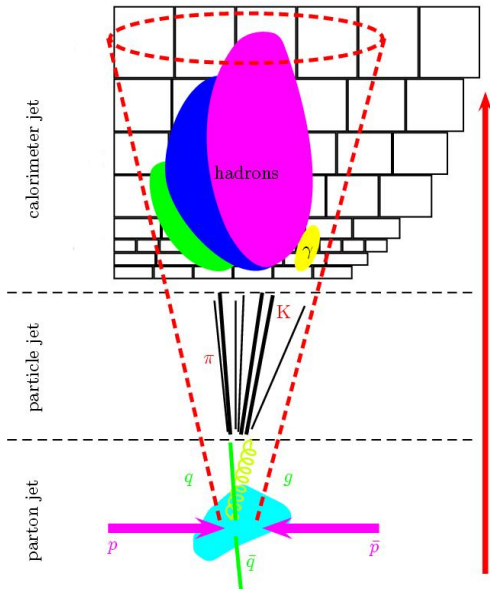 calorimeter jet
hadrons
γ
particle jet
K
π
parton jet
q
g
p
p̄
q̄